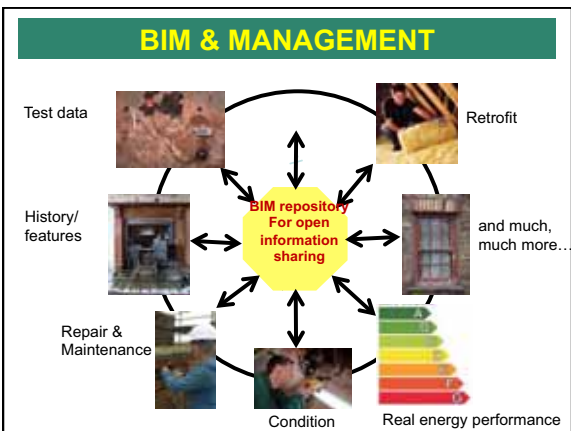 BIM & MANAGEMENT
Test data
Retrofit
BIM repository
For open
information
sharing
History/
features
and much,
much more…
Repair &
Maintenance
A
Condition
Real energy performance